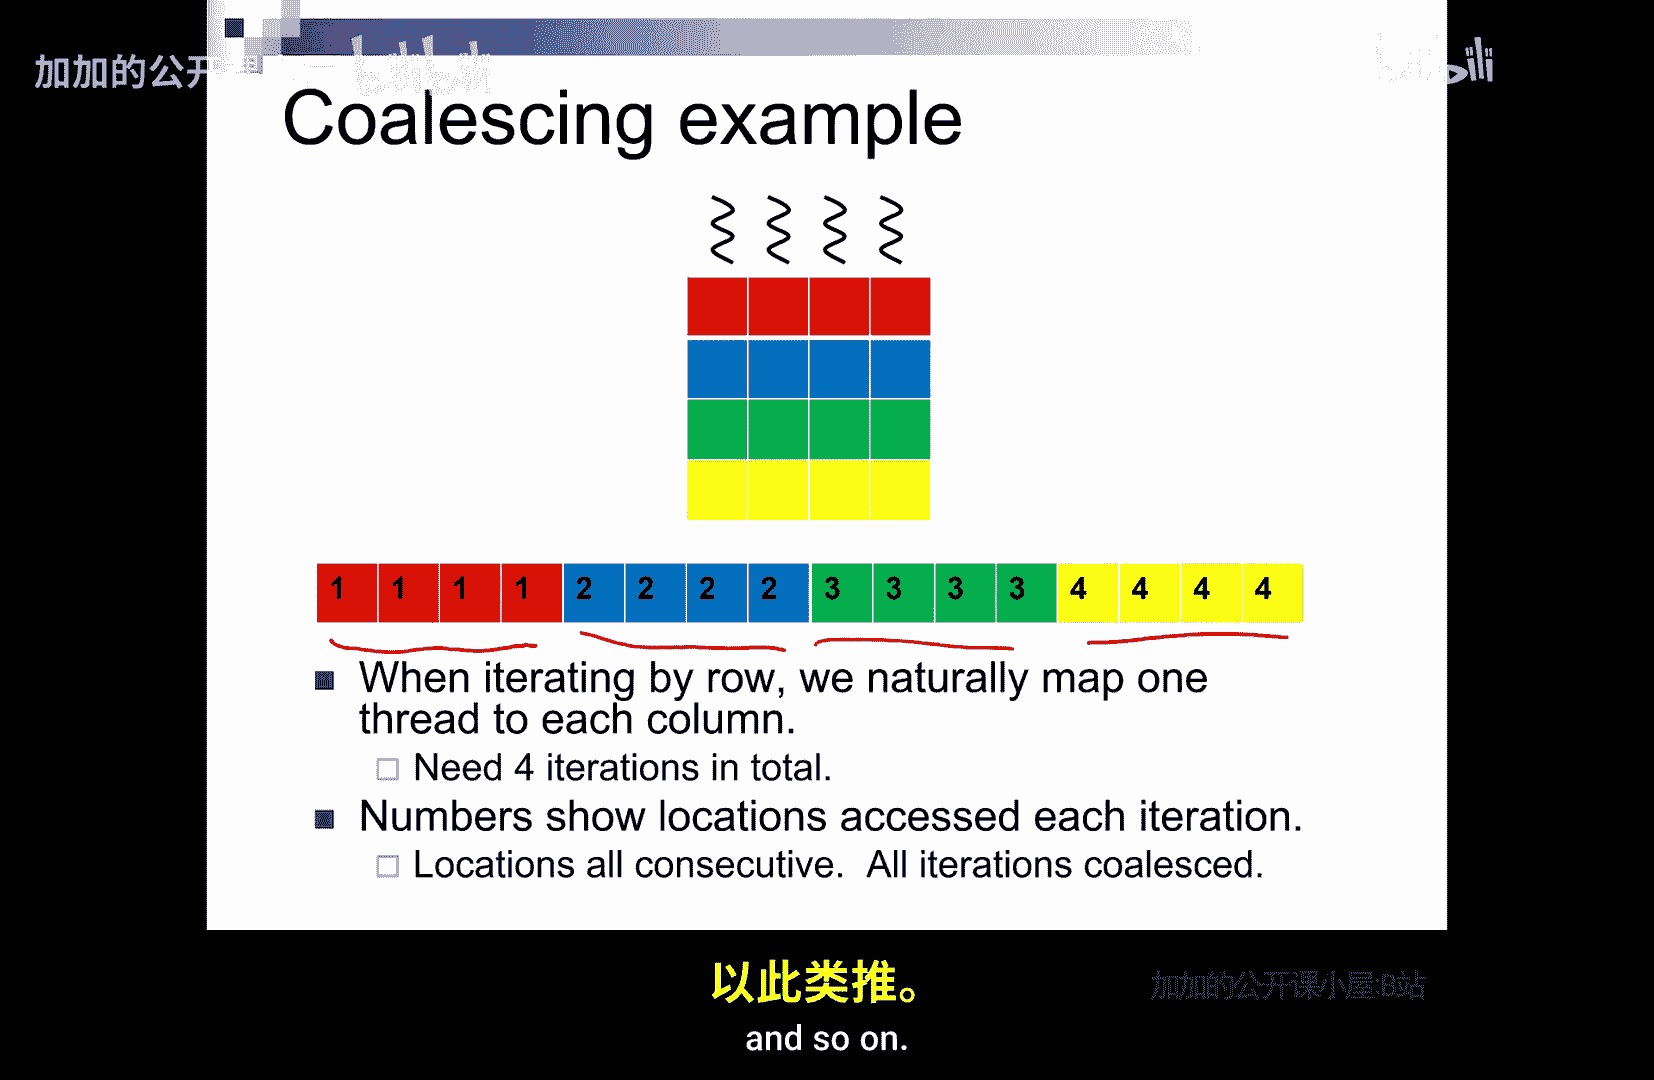 加加的公开
bilibili
Coalescing example
1 1 1 1 2 2 2 2 3 3 3 3 4 4 4 4
When iterating by row, we naturally map one
thread to each column.
Need 4 iterations in total.
Numbers show locations accessed each iteration.
Locations all consecutive. All iterations coalesced.
以此类推。
加加的公开课小屋:B站
and so on.